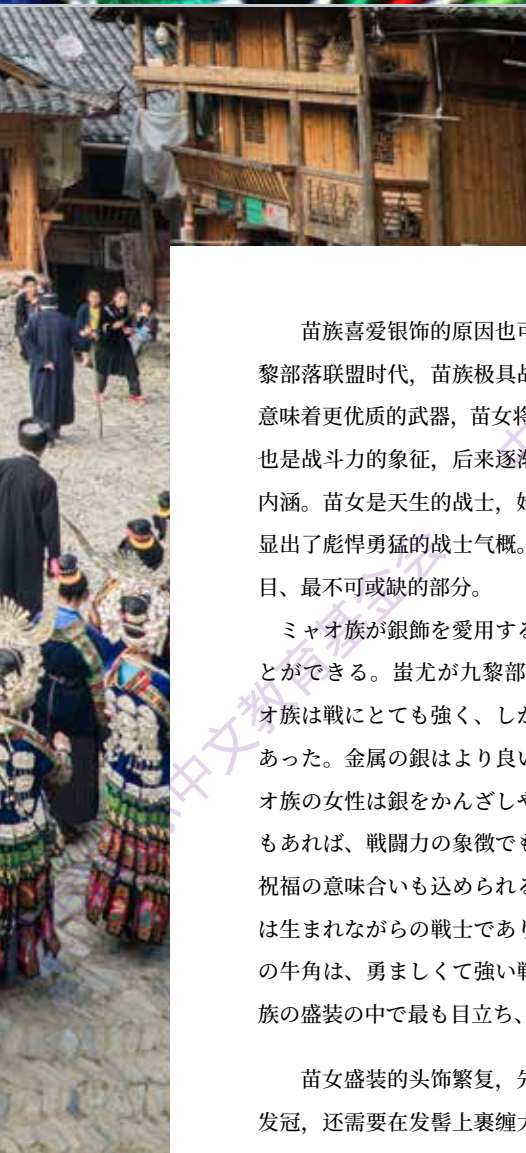 苗族喜爱银饰的原因也可
黎部落联盟时代，苗族极具战
意味着更优质的武器，苗女将
也是战斗力的象征，后来逐渐
内涵。苗女是天生的战士，她
显出了彪悍勇猛的战士气概。
目、最不可或缺的部分。
ミャオ族が銀飾を愛用する
とができる。蚩尤が九黎部
オ族は戦にとても強く、しか
あった。金属の銀はより良い
オ族の女性は銀をかんざしや
もあれば、戦闘力の象徴でも
祝福の意味合いも込められる
は生まれながらの戦士であり
の牛角は、勇ましくて強い戦
族の盛装の中で最も目立ち、
苗女盛装的头饰繁复，先
发冠，还需要在发髻上裹缠大
中文教育基金会